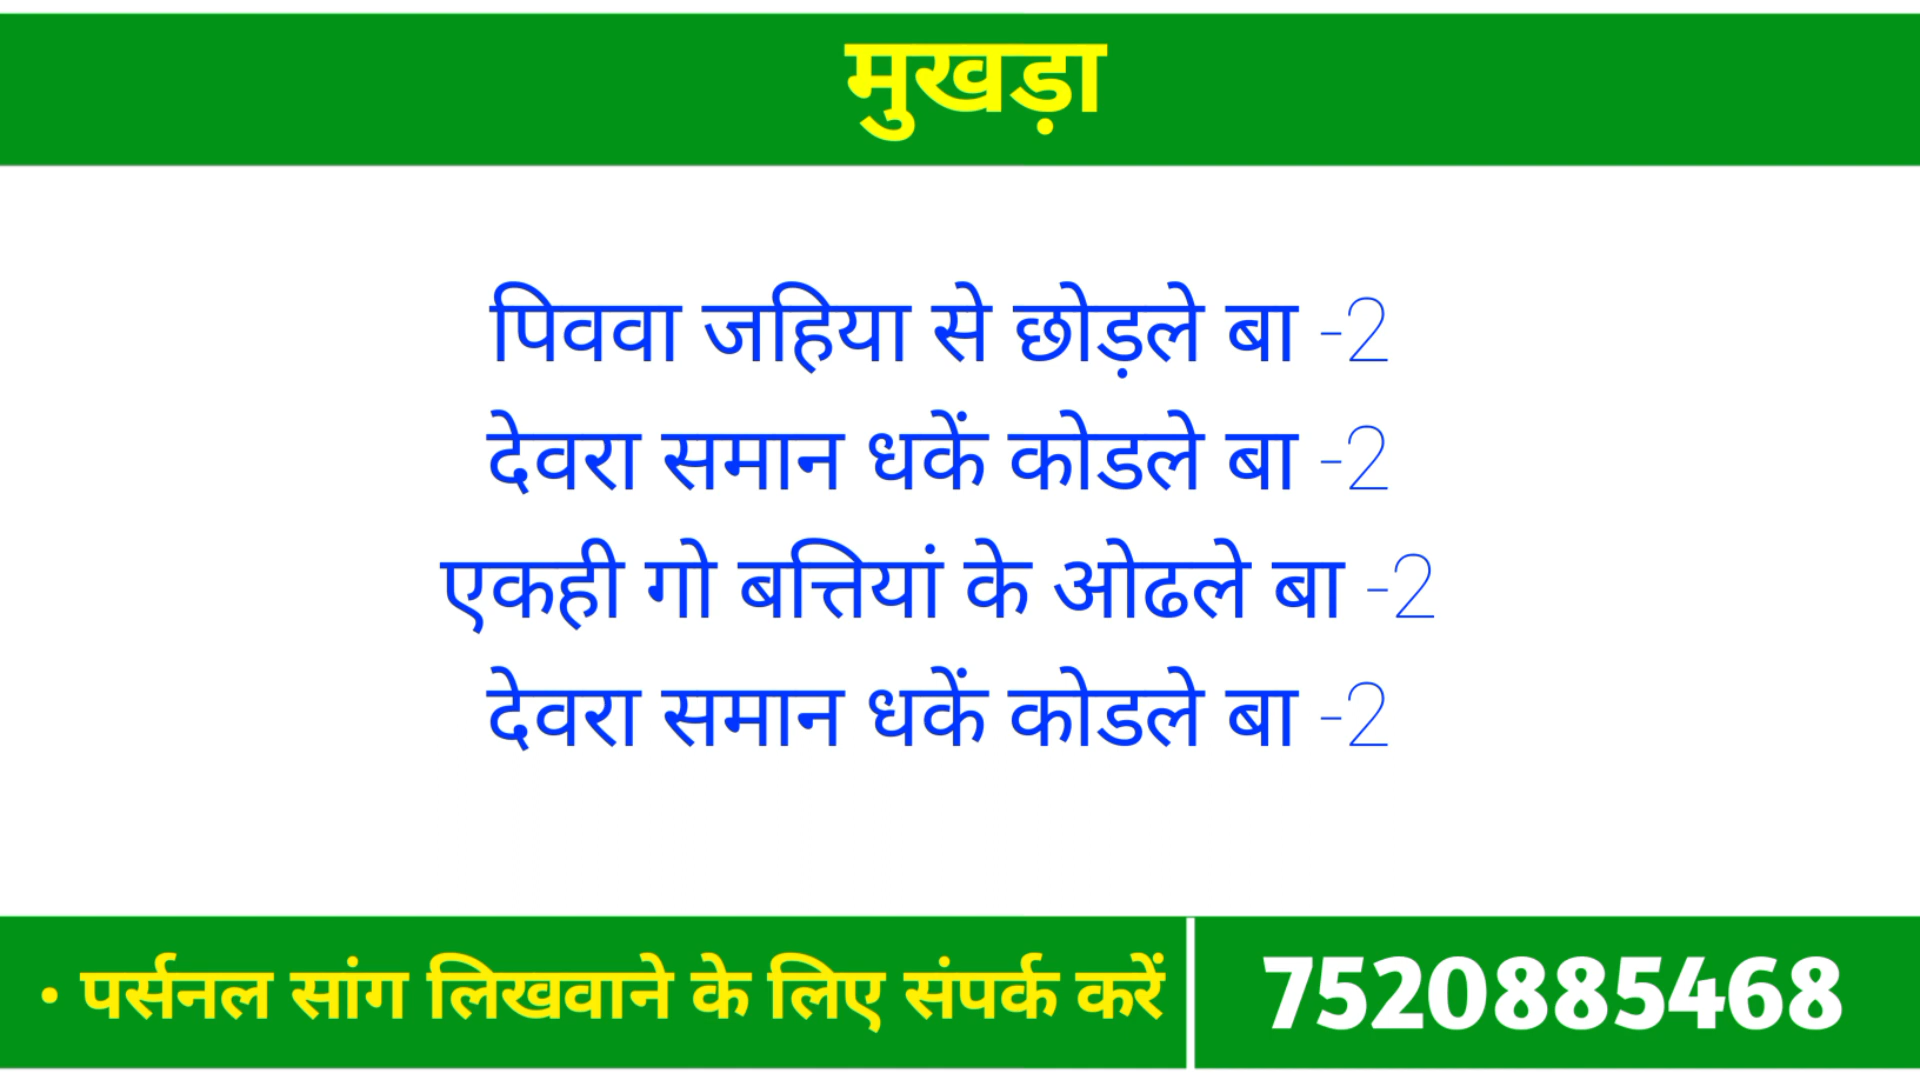 मुखड़ा
पिववा जहिया से छोड़ले बा -2
देवरा समान धकें कोडले बा -2
एकही गो बत्तियां के ओढले बा -2
देवरा समान धकें कोडले बा -2
• पर्सनल सांग लिखवाने के लिए संपर्क करें 7520885468